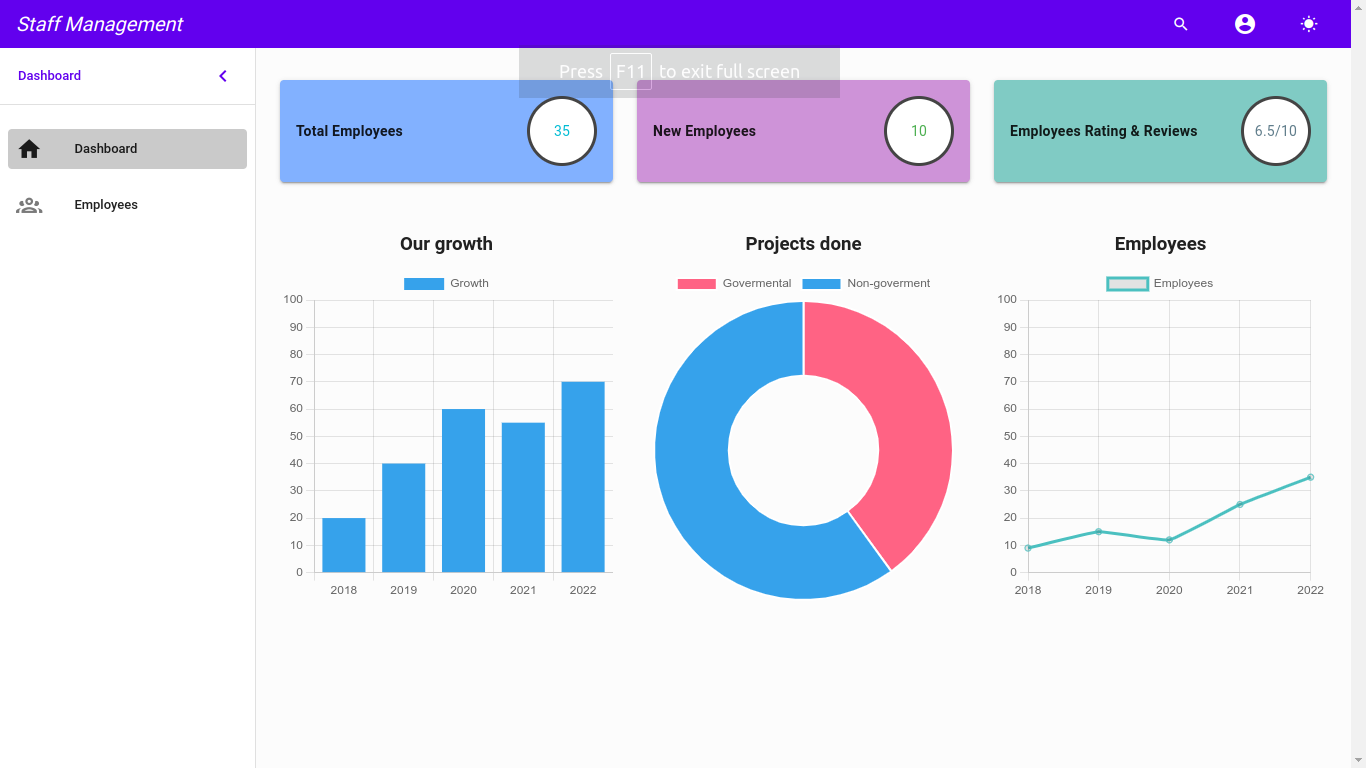 Staff Management
Dashboard
Press F11 to exit full screen
Dashboard
Employees
Total Employees
35
New Employees
10
Employees Rating & Reviews
6.5/10
Our growth
Growth
100
90
80
70
60
50
40
30
20
10
0
2018 2019 2020 2021 2022
Projects done
Govermental Non-goverment
Employees
Employees
100
90
80
70
60
50
40
30
20
10
0
2018 2019 2020 2021 2022